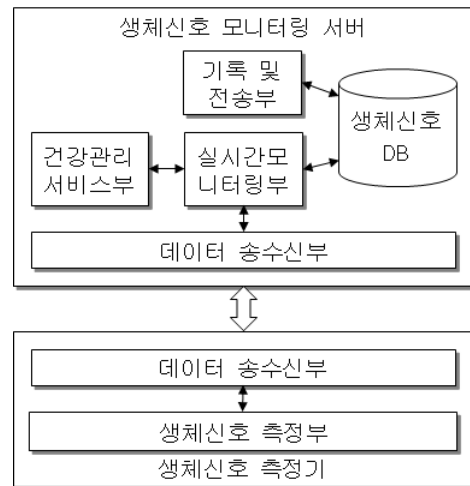 생체신호 모니터링 서버
기록 및
전송부
생체신호
DB
건강관리
서비스부
실시간모
니터링부
데이터 송수신부
데이터 송수신부
생체신호 측정부
생체신호 측정기